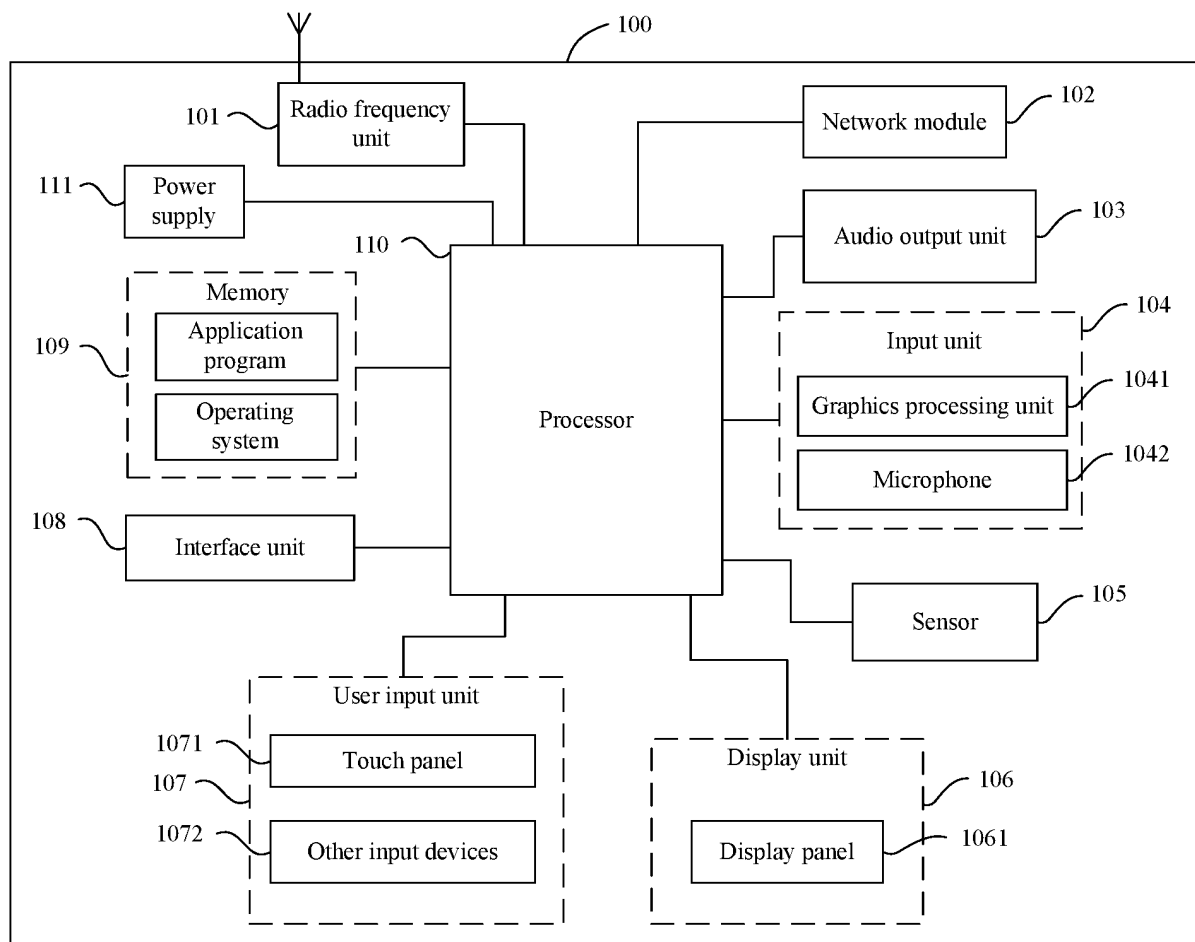 100
101
Radio frequency
unit
Network module
102
111
Power
supply
110
Audio output unit
103
Memory
Application
program
Operating
system
109
Processor
Input unit
104
Graphics processing unit
1041
Microphone
1042
108
Interface unit
Sensor
105
User input unit
1071
Touch panel
107
1072
Other input devices
Display unit
106
Display panel
1061